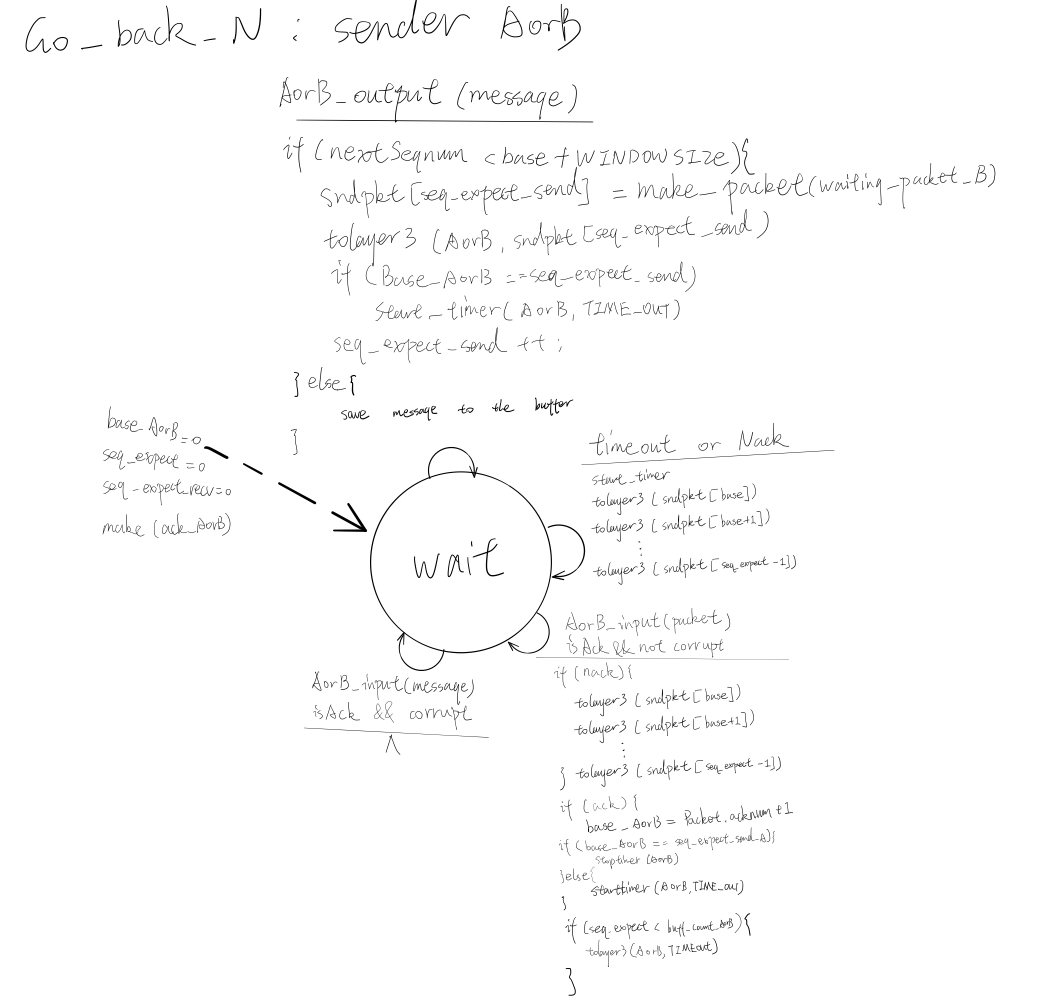 Go_back_N : sender AorB
AorB_output (message)
if (nextSeqnum < base + WINDOWSIZE){
sndpkt [seq_expect_send] = make_packet(waiting_packet_B)
tolayer3 (AorB, sndpkt [seq_expect_send)
if (Base_AorB ==seq_expect_send)
start_timer( AorB, TIME_OUT)
seq_expect_send ++ ;
} else {
save message to the buffer
}
base_AorB=0
seq_expect=0
seq_expect_recv=0
make (ack_AorB)
wait
timeout or Nack
start_timer
tolayer3 ( sndpkt [base])
tolayer3 ( sndpkt [base+1])
⋮
tolayer3 ( sndpkt [seq_expect -1])
AorB_input(packet)
isAck && not corrupt
if (nack){
tolayer3 ( sndpkt [base])
tolayer3 ( sndpkt [base+1])
⋮
} tolayer3 ( sndpkt [seq_expect -1])
if (ack) {
base_AorB = Packet.acknum +1
if (base_AorB == seq_expect_send_A){
stoptimer (AorB)
}else{
starttimer (AorB,TIME_out)
}
if (seq_expect < buff_count_AorB){
tolayer3 (AorB, TIMEout)
}
AorB_input(message)
isAck && corrupt
Λ